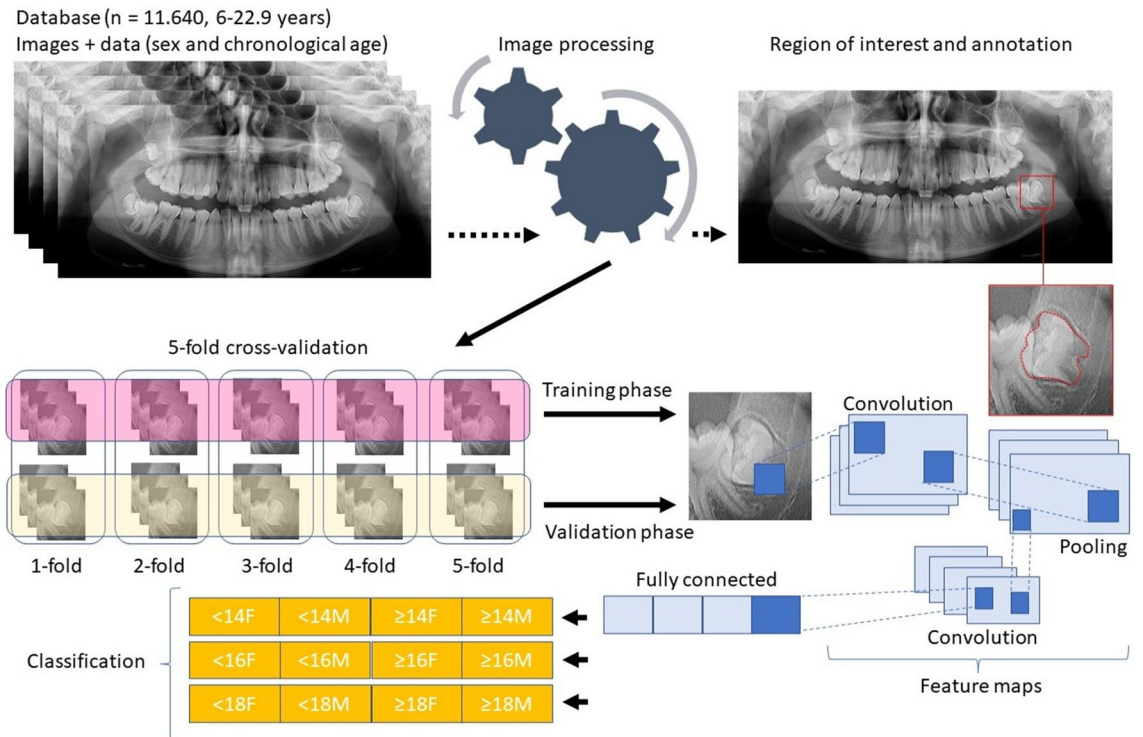 Database (n = 11.640, 6-22.9 years)
Images + data (sex and chronological age)
Image processing
Region of interest and annotation
5-fold cross-validation
Training phase
Validation phase
Convolution
Pooling
1-fold 2-fold 3-fold 4-fold 5-fold
Fully connected
Convolution
Feature maps
Classification
<14F <14M ≥14F ≥14M
<16F <16M ≥16F ≥16M
<18F <18M ≥18F ≥18M